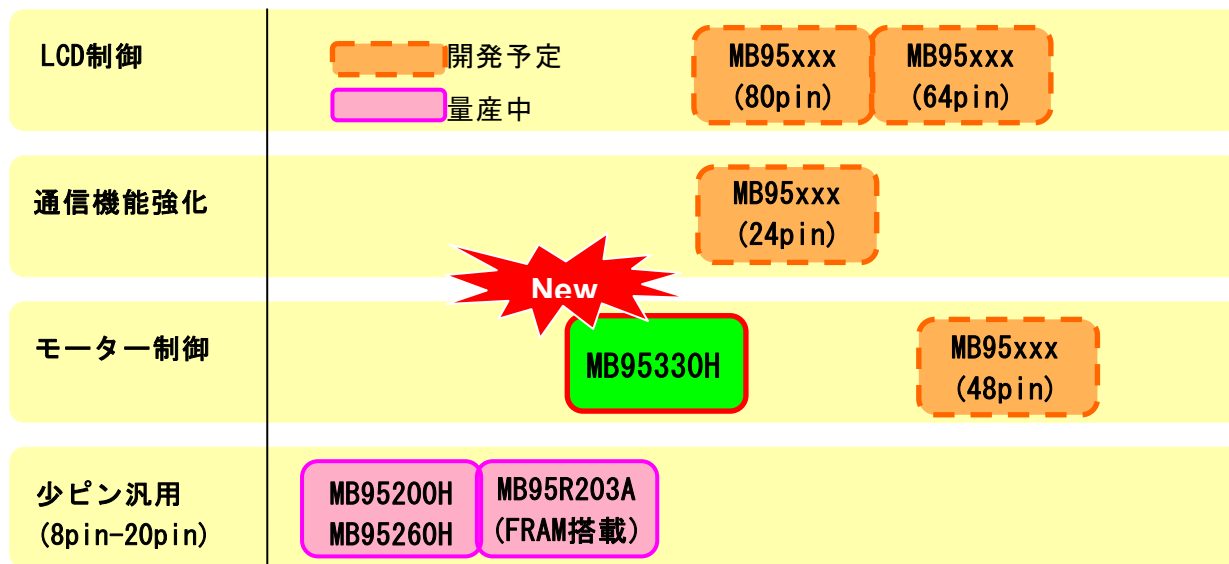 LCD制御
開発予定
量産中
MB95xxx
(80pin)
MB95xxx
(64pin)
通信機能強化
MB95xxx
(24pin)
New
モーター制御
MB95330H
MB95xxx
(48pin)
少ピン汎用
(8pin-20pin)
MB95200H
MB95260H
MB95R203A
(FRAM搭載)